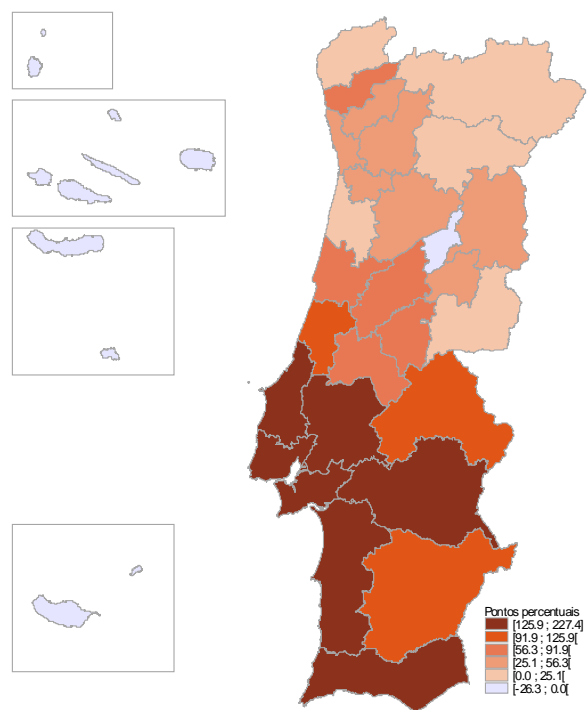 Pontos percentuais
[125.9 ; 227.4]
[91.9 ; 125.9[
[56.3 ; 91.9[
[25.1 ; 56.3[
[0.0 ; 25.1[
[-26.3 ; 0.0[